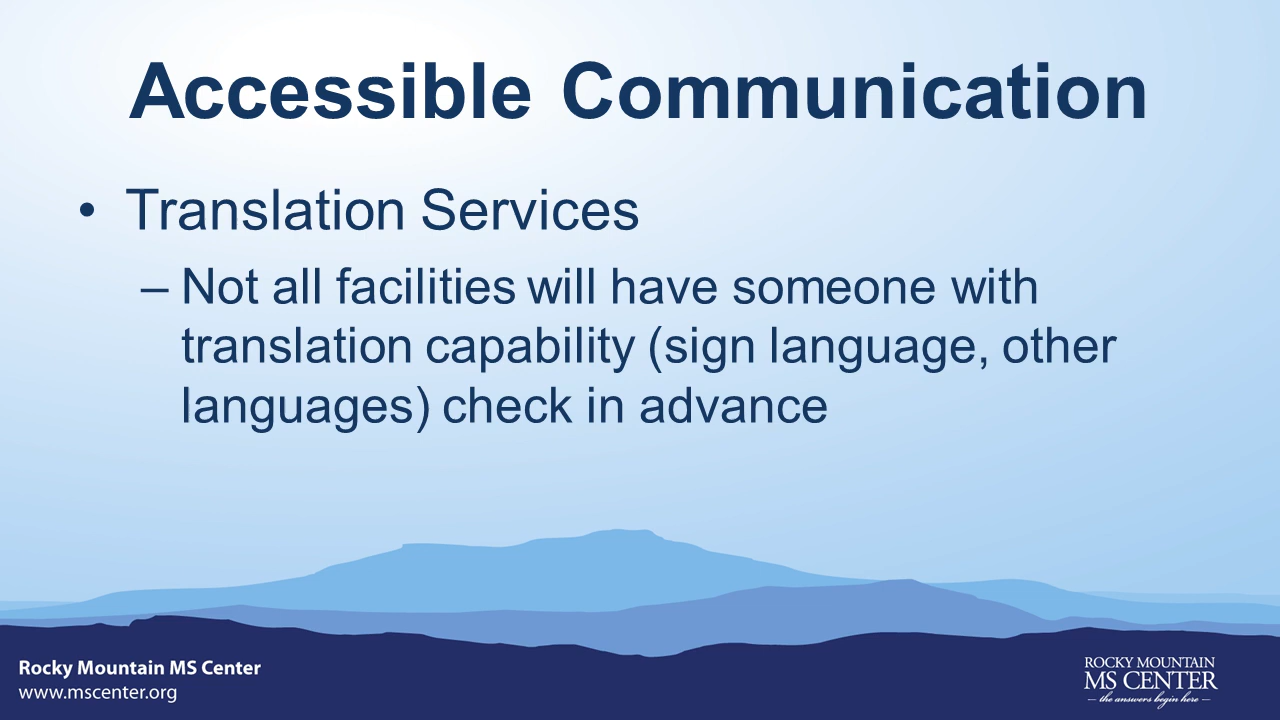 Accessible Communication
• Translation Services
– Not all facilities will have someone with
translation capability (sign language, other
languages) check in advance
Rocky Mountain MS Center
www.mscenter.org
ROCKY MOUNTAIN
MS CENTER
— the answers begin here —